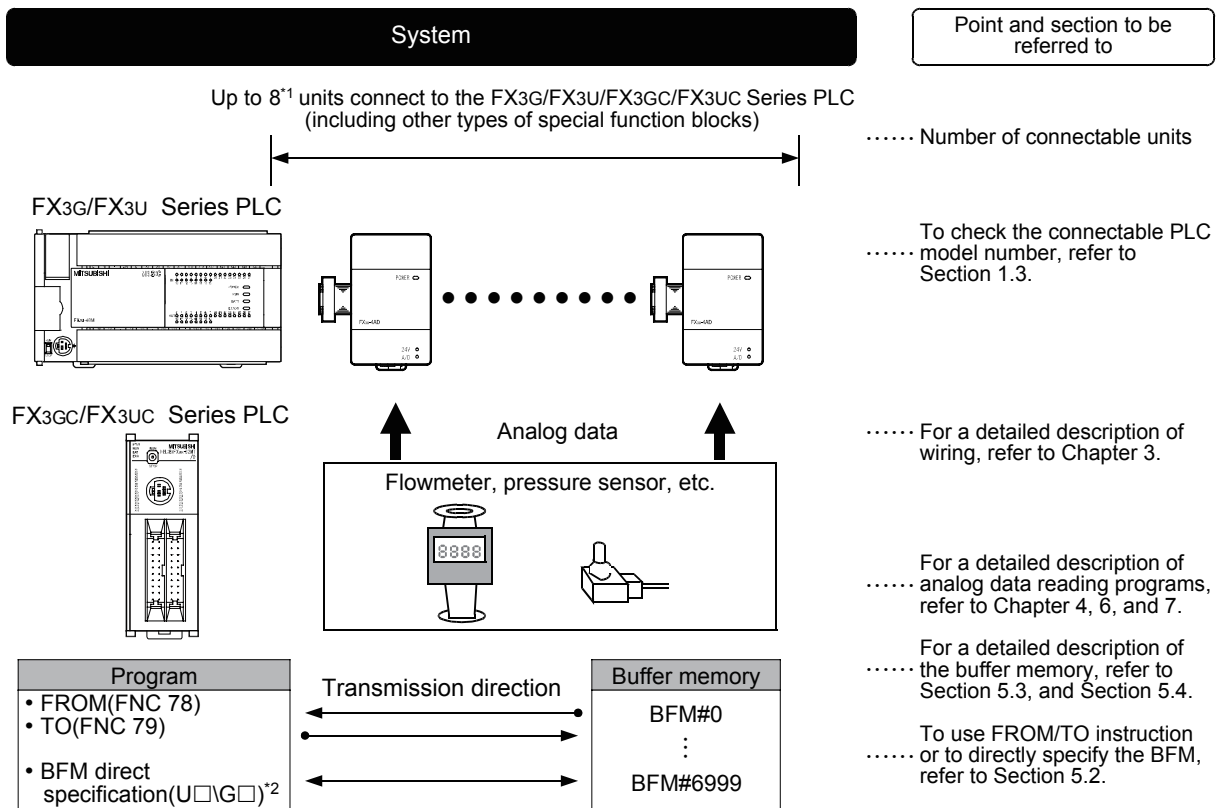 System
Point and section to be
referred to
Up to 8*1 units connect to the FX3G/FX3U/FX3GC/FX3UC Series PLC
(including other types of special function blocks)
...... Number of connectable units
FX3G/FX3U Series PLC
MITSUBISHI
POWER
24V
A/D
POWER
24V
A/D
To check the connectable PLC
...... model number, refer to
Section 1.3.
FX3GC/FX3UC Series PLC
MITSUBISHI
Analog data
...... For a detailed description of
wiring, refer to Chapter 3.
Flowmeter, pressure sensor, etc.
8888
For a detailed description of
...... analog data reading programs,
refer to Chapter 4, 6, and 7.
For a detailed description of
...... the buffer memory, refer to
Section 5.3, and Section 5.4.
Program
• FROM(FNC 78)
• TO(FNC 79)
• BFM direct
specification(U□\G□)*2
Transmission direction
Buffer memory
BFM#0
⋮
BFM#6999
To use FROM/TO instruction
...... or to directly specify the BFM,
refer to Section 5.2.